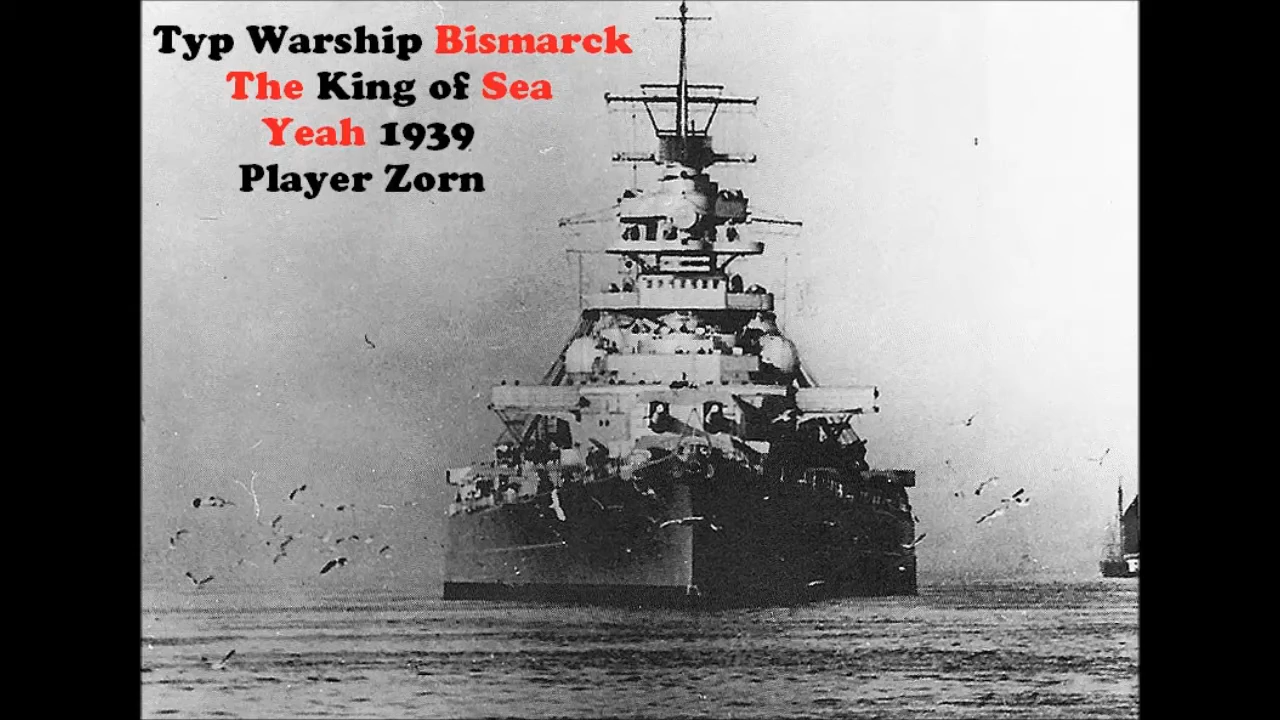 Typ Warship Bismarck
The King of Sea
Yeah 1939
Player Zorn